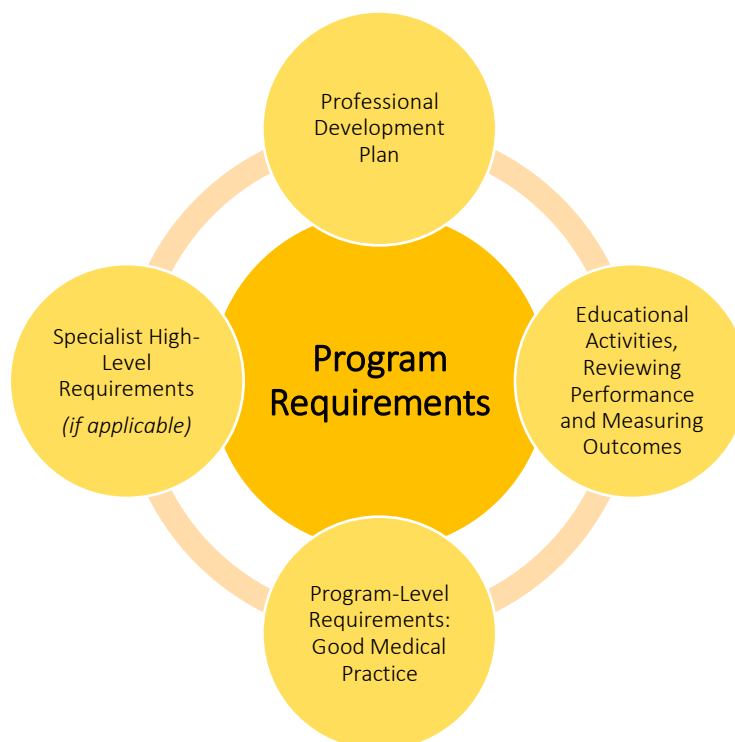 Professional
Development
Plan
Specialist High-
Level
Requirements
(if applicable)
Program
Requirements
Educational
Activities,
Reviewing
Performance
and Measuring
Outcomes
Program-Level
Requirements:
Good Medical
Practice